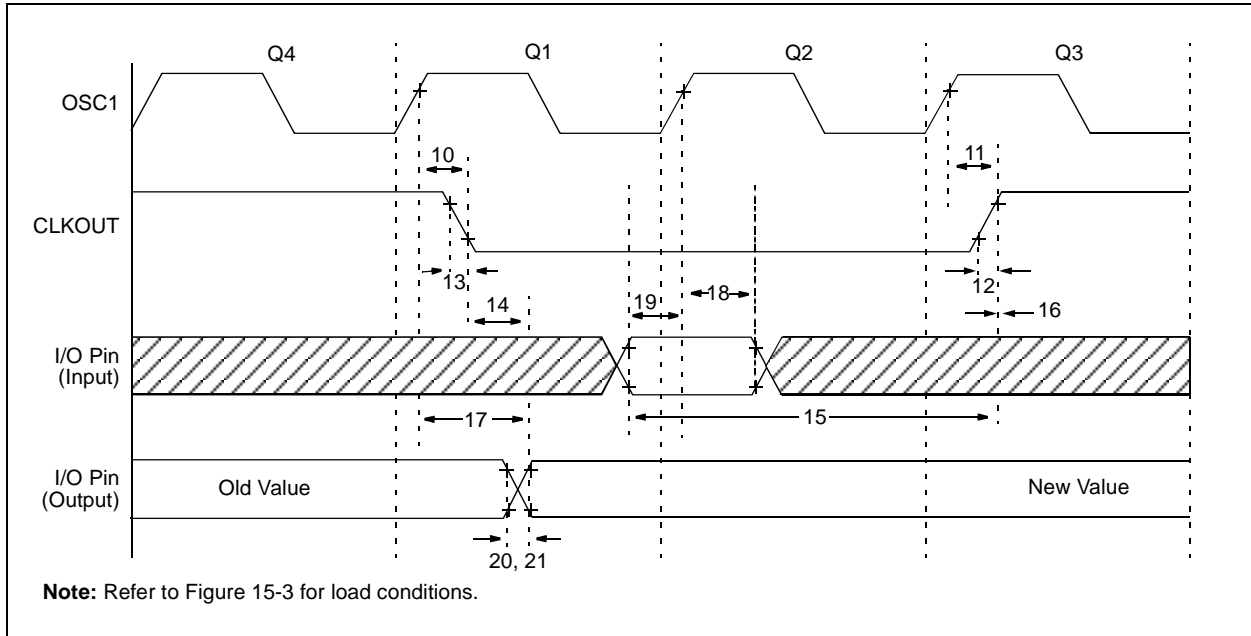 Q4 Q1 Q2 Q3
OSC1
10 11
CLKOUT
13 12
14 19 18 16
I/O Pin
(Input)
17 15
I/O Pin
(Output)
Old Value New Value
20, 21
Note: Refer to Figure 15-3 for load conditions.